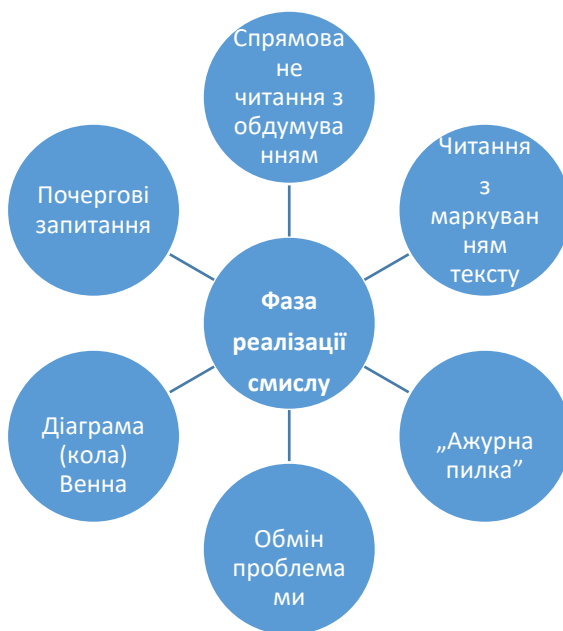 Спрямова
не
читання з
обдумува
нням
Читання
з
маркуван
ням
тексту
„Ажурна
пилка”
Обмін
проблема
ми
Діаграма
(кола)
Венна
Почергові
запитання
Фаза
реалізації
смислу